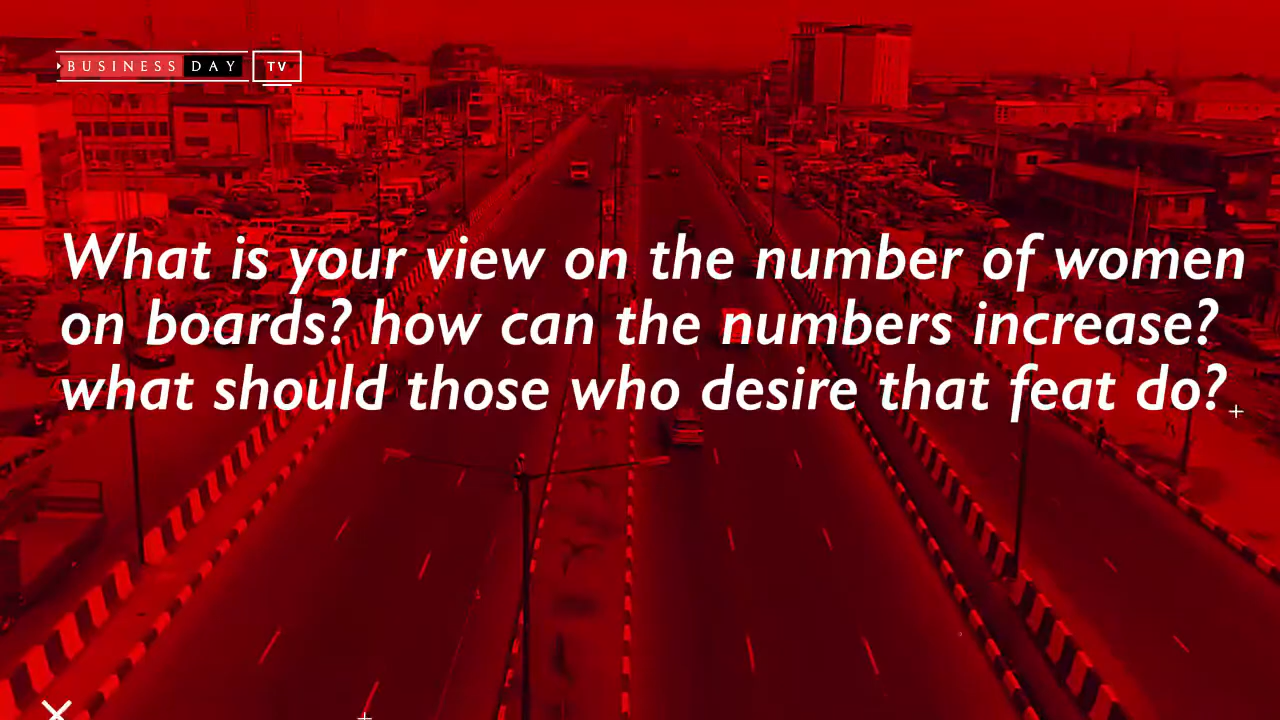 BUSINESS DAY TV
What is your view on the number of women
on boards? how can the numbers increase?
what should those who desire that feat do?